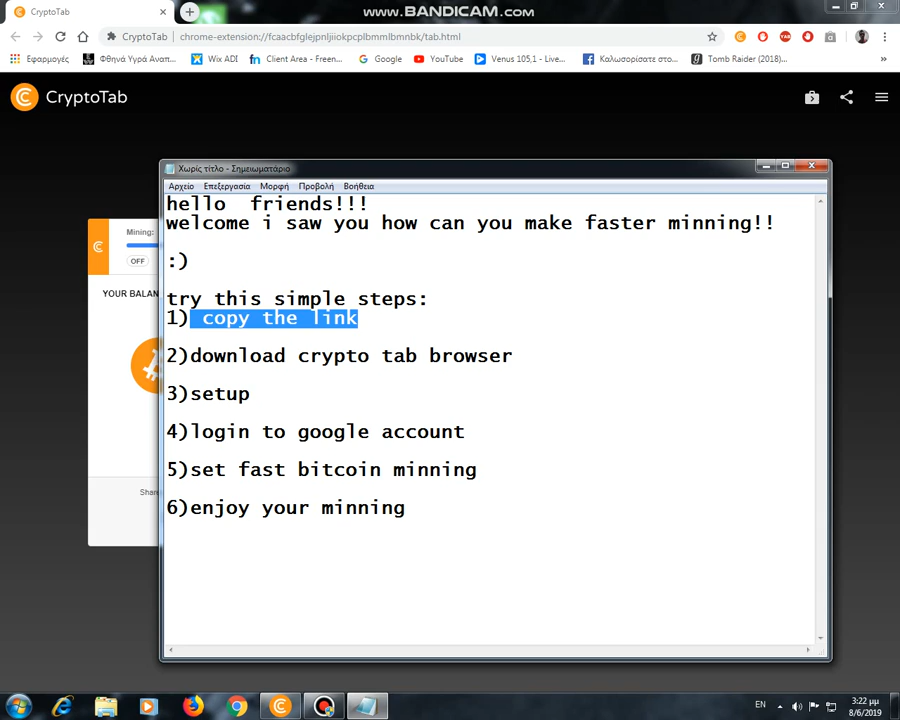 CryptoTab
www.BANDICAM.com
CryptoTab
chrome-extension://fcaacbfglejpnljiiokpcplbmmlbmnbk/tab.html
Εφαρμογές
Φθηνά Υγρά Αναπ...
Wix ADI
Client Area - Freen...
Google
YouTube
Venus 105,1 - Live...
Καλωσορίσατε στο...
Tomb Raider (2018)...
CryptoTab
Χωρίς τίτλο - Σημειωματάριο
Αρχείο Επεξεργασία Μορφή Προβολή Βοήθεια
hello friends!!!
welcome i saw you how can you make faster minning!!
:)
try this simple steps:
1) copy the link
2)download crypto tab browser
3)setup
4)login to google account
5)set fast bitcoin minning
6)enjoy your minning
Mining:
OFF
YOUR BALAN
Share
EN
3:22 μμ
8/6/2019